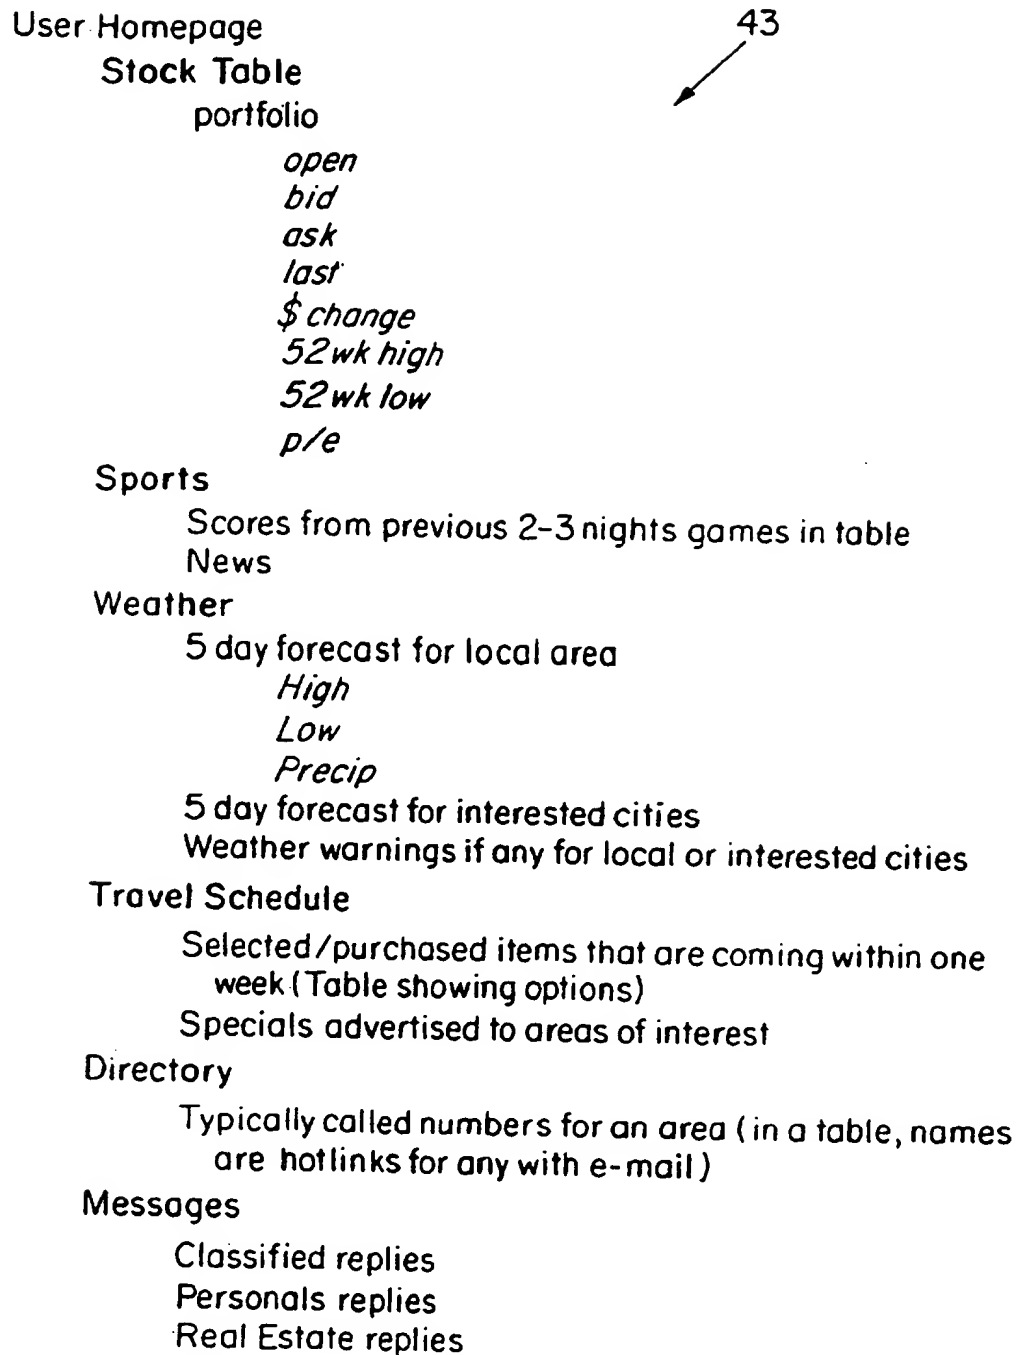 User Homepage
43
Stock Table
portfolio
open
bid
ask
last
$ change
52 wk high
52 wk low
p/e
Sports
Scores from previous 2-3 nights games in table
News
Weather
5 day forecast for local area
High
Low
Precip
5 day forecast for interested cities
Weather warnings if any for local or interested cities
Travel Schedule
Selected/purchased items that are coming within one
week (Table showing options)
Specials advertised to areas of interest
Directory
Typically called numbers for an area (in a table, names
are hotlinks for any with e-mail)
Messages
Classified replies
Personals replies
Real Estate replies